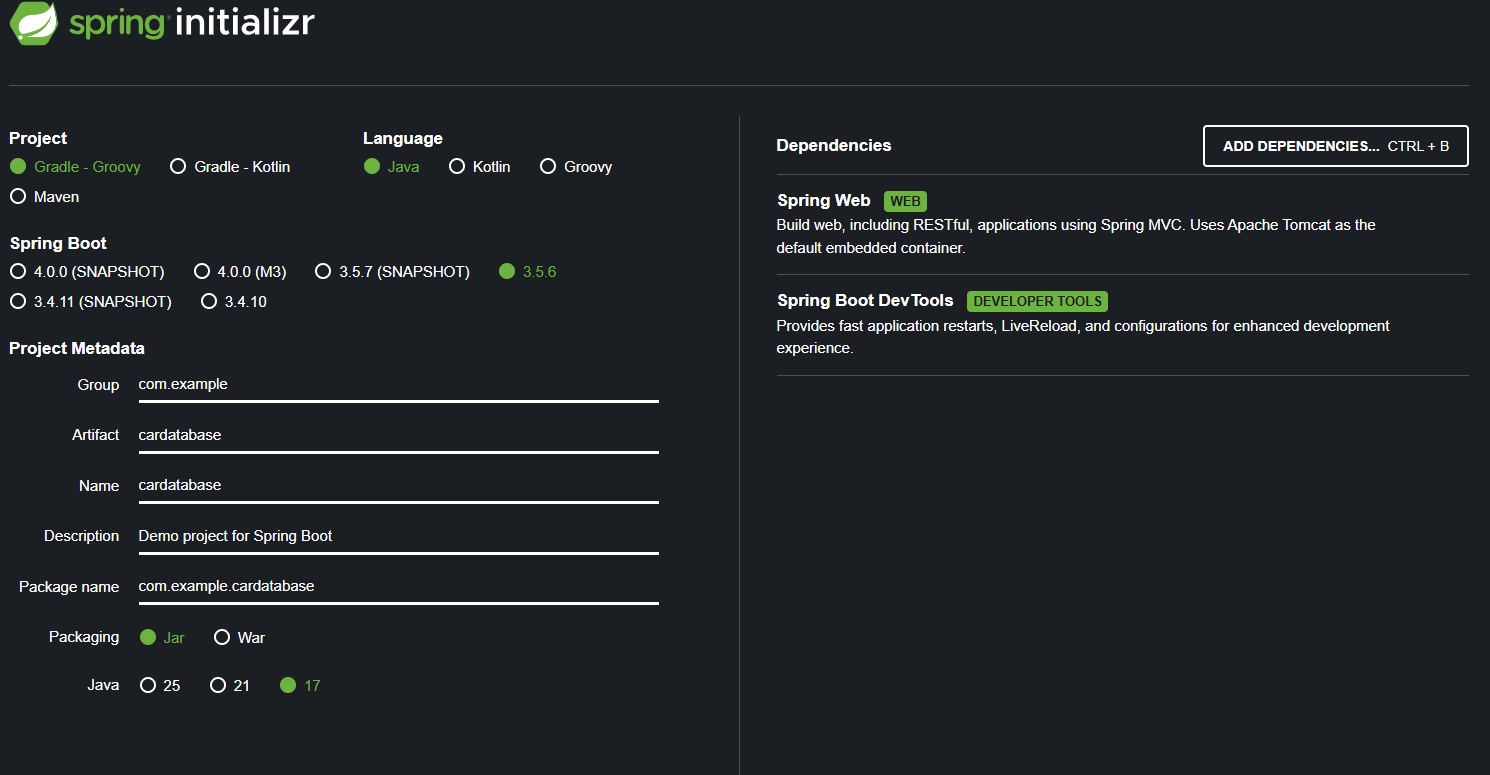 spring initializr
Project
Gradle - Groovy Gradle - Kotlin
Maven
Language
Java Kotlin Groovy
Spring Boot
4.0.0 (SNAPSHOT) 4.0.0 (M3) 3.5.7 (SNAPSHOT) 3.5.6
3.4.11 (SNAPSHOT) 3.4.10
Project Metadata
Group com.example
Artifact cardatabase
Name cardatabase
Description Demo project for Spring Boot
Package name com.example.cardatabase
Packaging Jar War
Java 25 21 17
Dependencies ADD DEPENDENCIES... CTRL + B
Spring Web WEB
Build web, including RESTful, applications using Spring MVC. Uses Apache Tomcat as the
default embedded container.
Spring Boot DevTools DEVELOPER TOOLS
Provides fast application restarts, LiveReload, and configurations for enhanced development
experience.